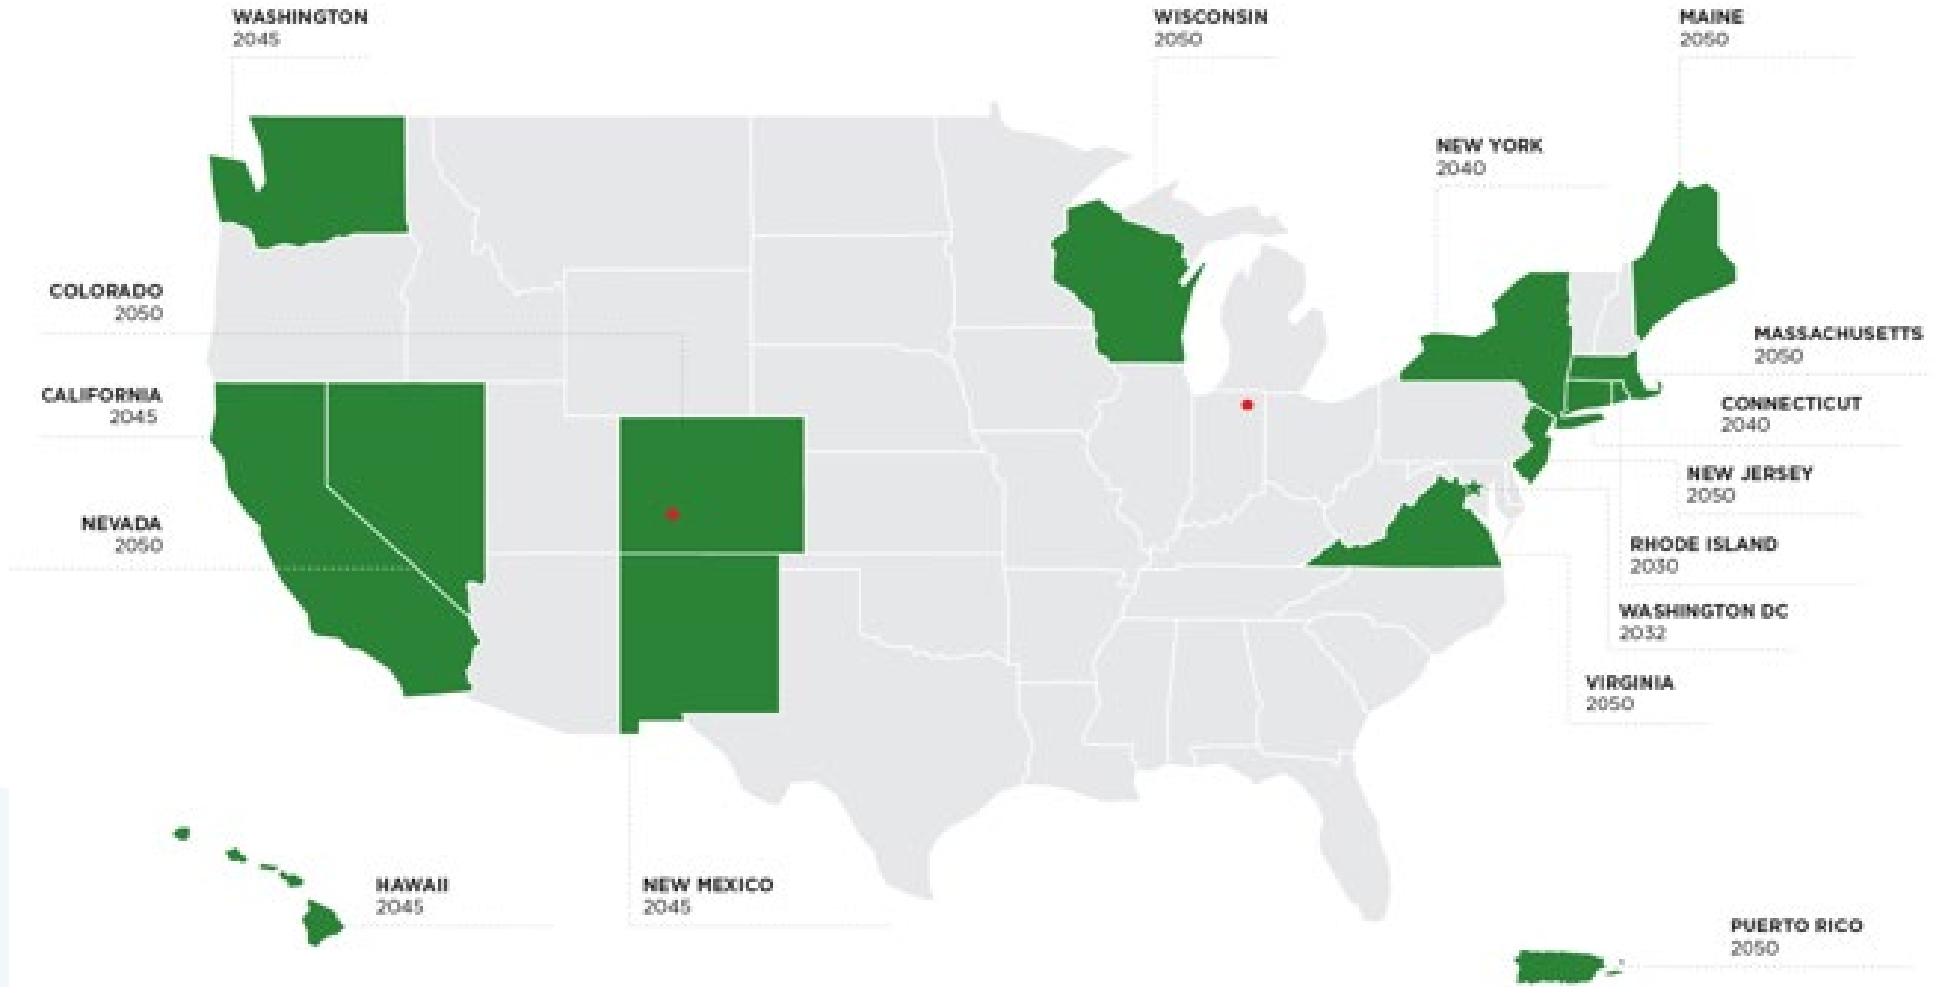 WASHINGTON
2045
WISCONSIN
2050
MAINE
2050
NEW YORK
2040
COLORADO
2050
MASSACHUSETTS
2050
CALIFORNIA
2045
CONNECTICUT
2040
NEW JERSEY
2050
NEVADA
2050
RHODE ISLAND
2030
WASHINGTON DC
2032
VIRGINIA
2050
HAWAII
2045
NEW MEXICO
2045
PUERTO RICO
2050